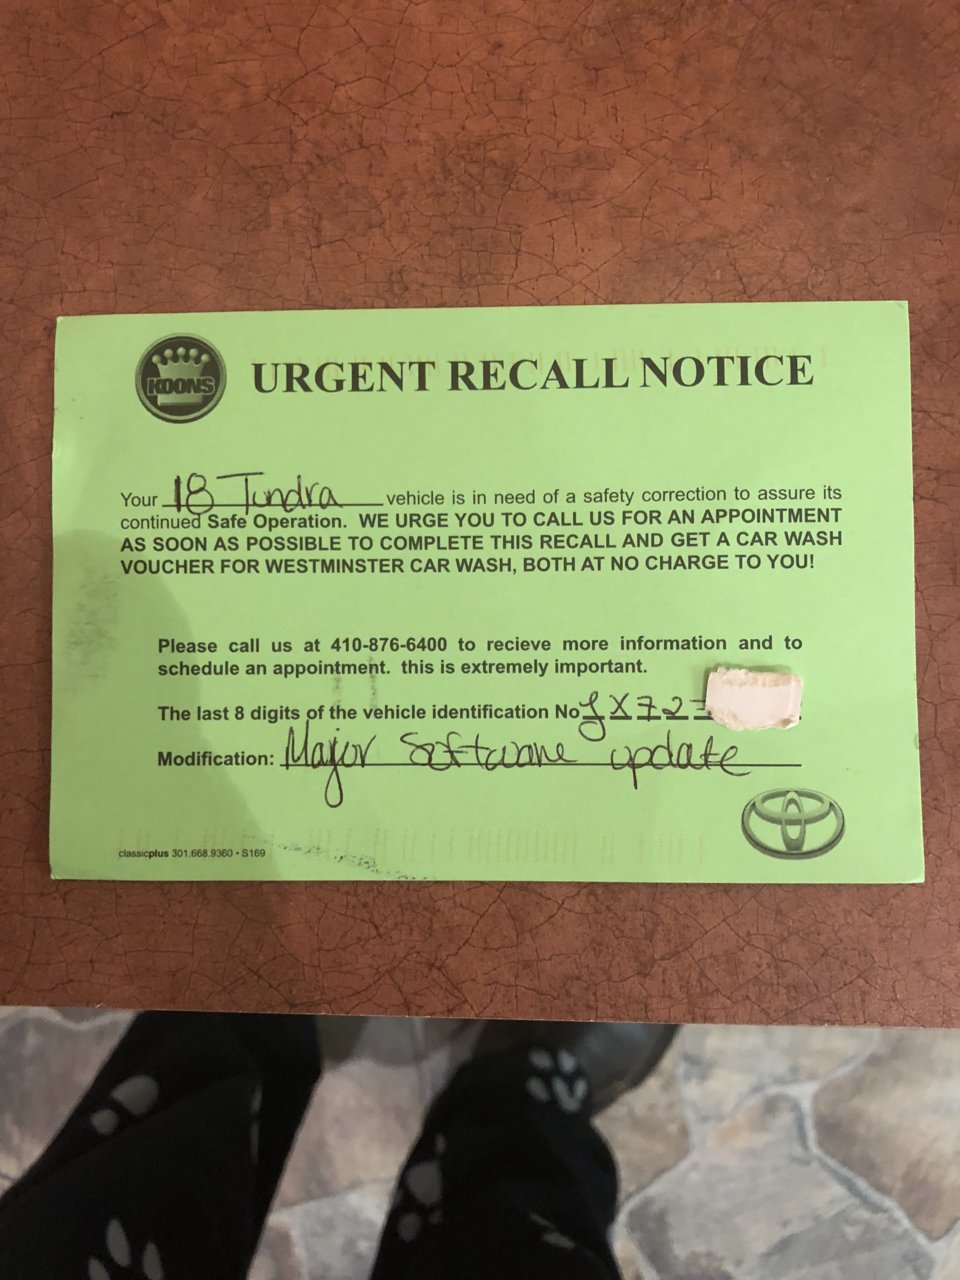 KOONS
URGENT RECALL NOTICE
Your 18 Tundra vehicle is in need of a safety correction to assure its
continued Safe Operation. WE URGE YOU TO CALL US FOR AN APPOINTMENT
AS SOON AS POSSIBLE TO COMPLETE THIS RECALL AND GET A CAR WASH
VOUCHER FOR WESTMINSTER CAR WASH, BOTH AT NO CHARGE TO YOU!
Please call us at 410-876-6400 to recieve more information and to
schedule an appointment. this is extremely important.
The last 8 digits of the vehicle identification No X 7 2
Modification: Major Software update
classicplus 301.668.9360 • S169